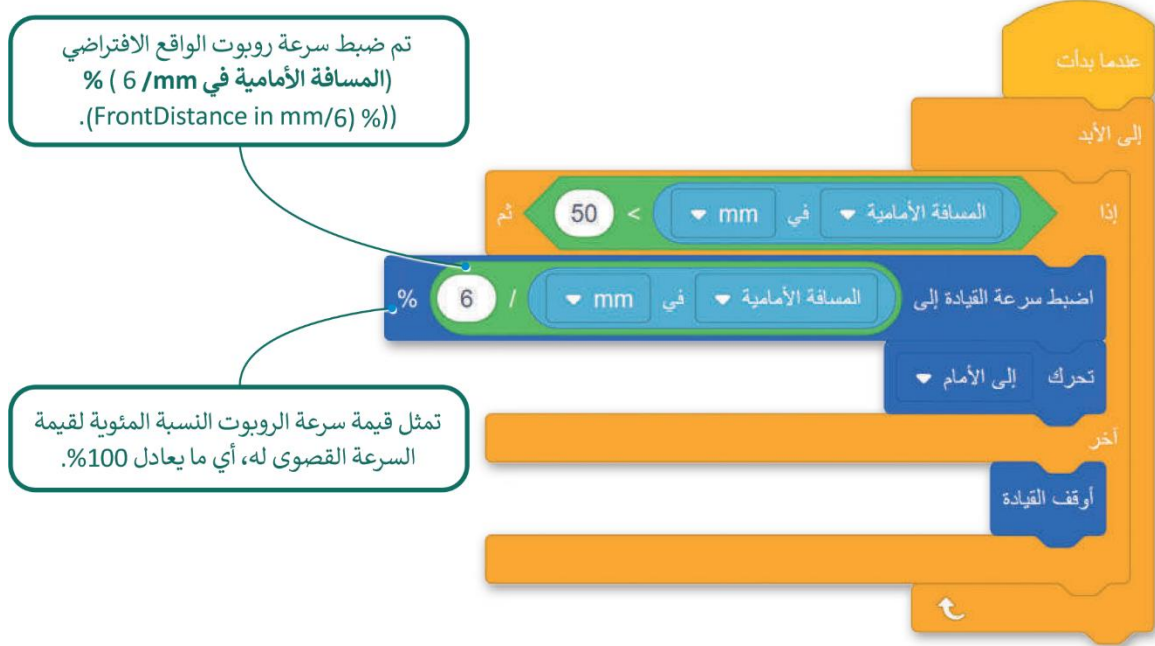 تم ضبط سرعة روبوت الواقع الافتراضي
(المسافة الأمامية في mm/ 6 ) %
((% (FrontDistance in mm/6).
عندما بدأت
إلى الأبد
إذا المسافة الأمامية في mm > 50 ثم
اضبط سرعة القيادة إلى المسافة الأمامية في mm / 6 %
تحرك إلى الأمام
آخر
أوقف القيادة
تمثل قيمة سرعة الروبوت النسبة المئوية لقيمة
السرعة القصوى له، أي ما يعادل 100%.